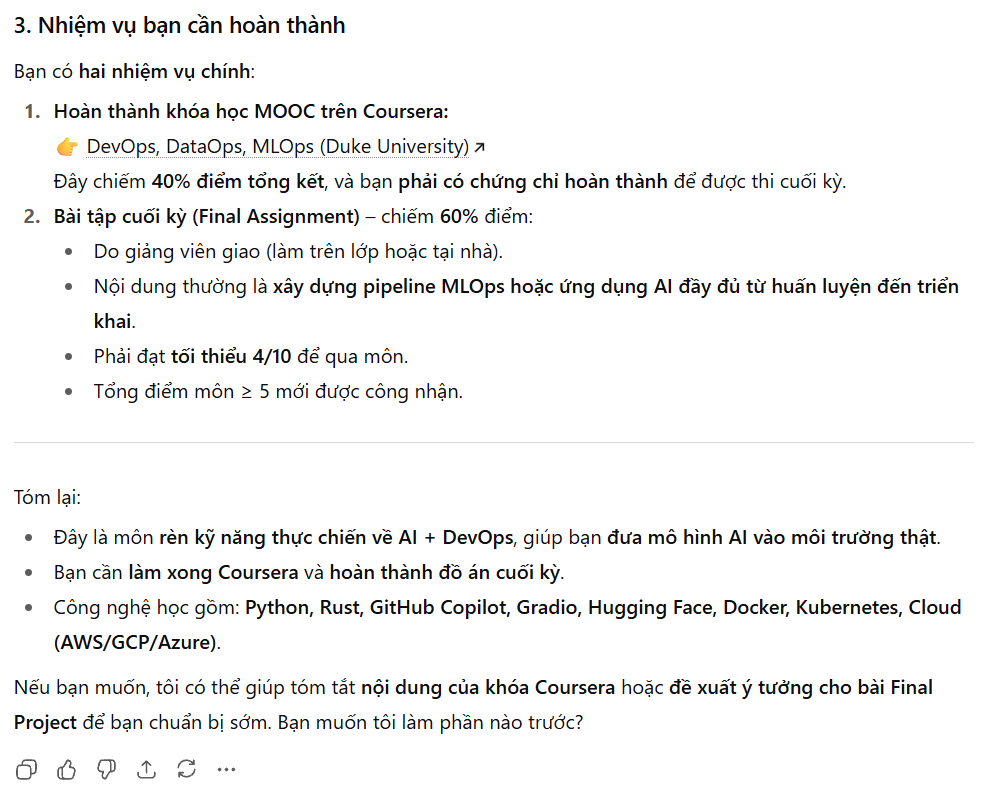 3. Nhiệm vụ bạn cần hoàn thành
Bạn có hai nhiệm vụ chính:
1. Hoàn thành khóa học MOOC trên Coursera:
👉 DevOps, DataOps, MLOps (Duke University) ↗
Đây chiếm 40% điểm tổng kết, và bạn phải có chứng chỉ hoàn thành để được thi cuối kỳ.
2. Bài tập cuối kỳ (Final Assignment) – chiếm 60% điểm:
• Do giảng viên giao (làm trên lớp hoặc tại nhà).
• Nội dung thường là xây dựng pipeline MLOps hoặc ứng dụng AI đầy đủ từ huấn luyện đến triển
khai.
• Phải đạt tối thiểu 4/10 để qua môn.
• Tổng điểm môn ≥ 5 mới được công nhận.
Tóm lại:
• Đây là môn rèn kỹ năng thực chiến về AI + DevOps, giúp bạn đưa mô hình AI vào môi trường thật.
• Bạn cần làm xong Coursera và hoàn thành đồ án cuối kỳ.
• Công nghệ học gồm: Python, Rust, GitHub Copilot, Gradio, Hugging Face, Docker, Kubernetes, Cloud
(AWS/GCP/Azure).
Nếu bạn muốn, tôi có thể giúp tóm tắt nội dung của khóa Coursera hoặc đề xuất ý tưởng cho bài Final
Project để bạn chuẩn bị sớm. Bạn muốn tôi làm phần nào trước?